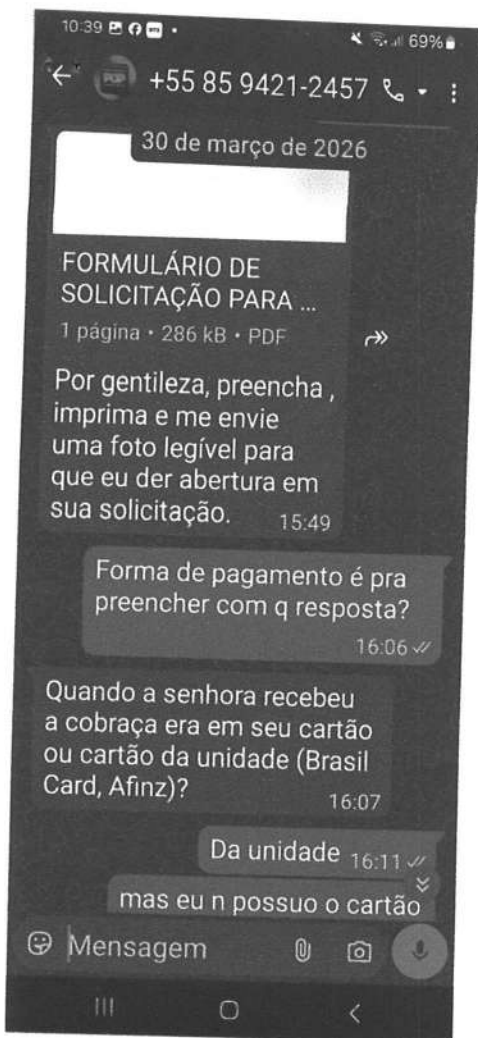 10:39
69%
POP
+55 85 9421-2457
30 de março de 2026
FORMULÁRIO DE
SOLICITAÇÃO PARA ...
1 página • 286 kB • PDF
Por gentileza, preencha ,
imprima e me envie
uma foto legível para
que eu der abertura em
sua solicitação.
15:49
Forma de pagamento é pra
preencher com q resposta?
16:06
Quando a senhora recebeu
a cobraça era em seu cartão
ou cartão da unidade (Brasil
Card, Afinz)?
16:07
Da unidade 16:11
mas eu n possuo o cartão
Mensagem